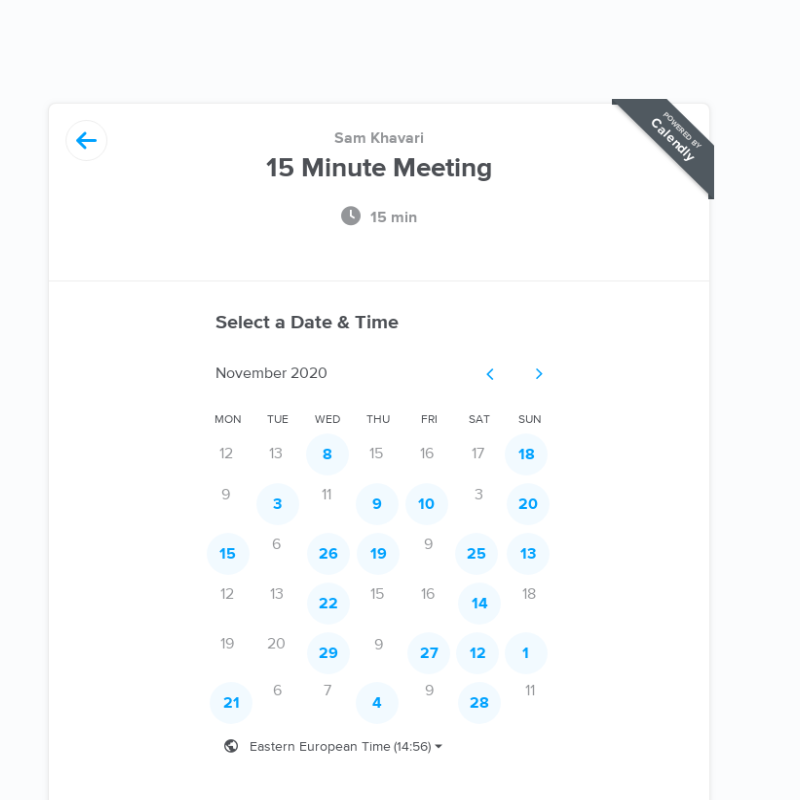 Sam Khavari
15 Minute Meeting
15 min
POWERED BY
Calendly
Select a Date & Time
November 2020
MON TUE WED THU FRI SAT SUN
12 13 8 15 16 17 18
9 3 11 9 10 3 20
15 6 26 19 9 25 13
12 13 22 15 16 14 18
19 20 29 9 27 12 1
21 6 7 4 9 28 11
Eastern European Time (14:56)